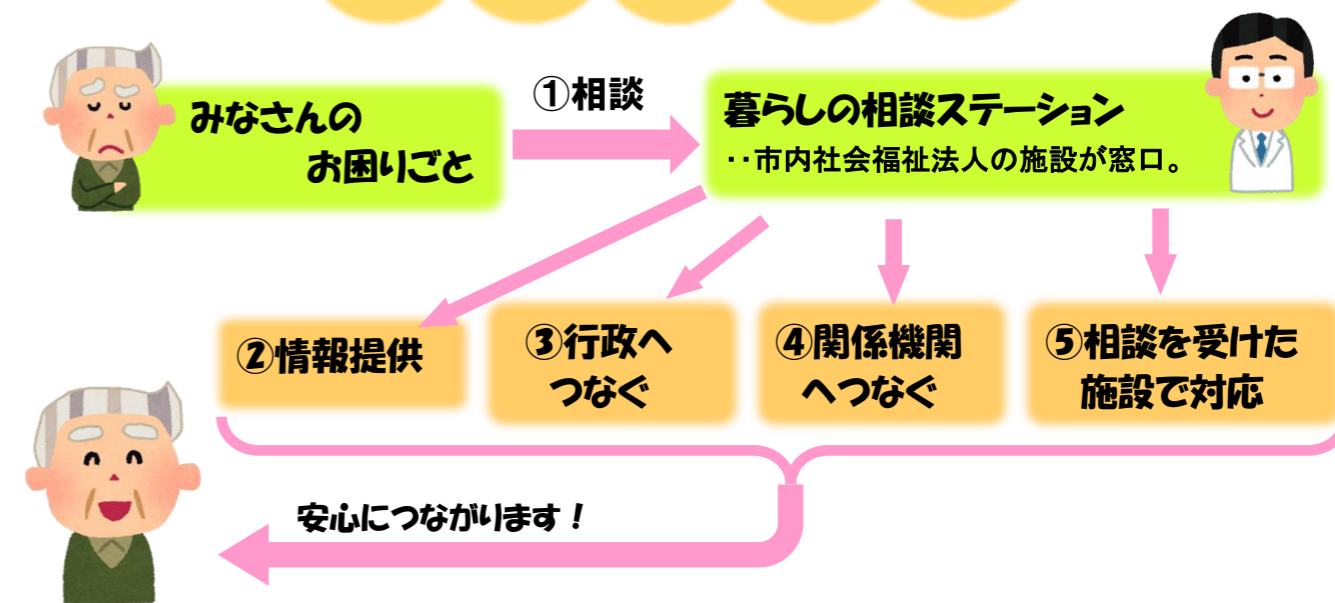 みなさんの
お困りごと
①相談
暮らしの相談ステーション
‥市内社会福祉法人の施設が窓口。
②情報提供
③行政へ
つなぐ
④関係機関
へつなぐ
⑤相談を受けた
施設で対応
安心につながります！